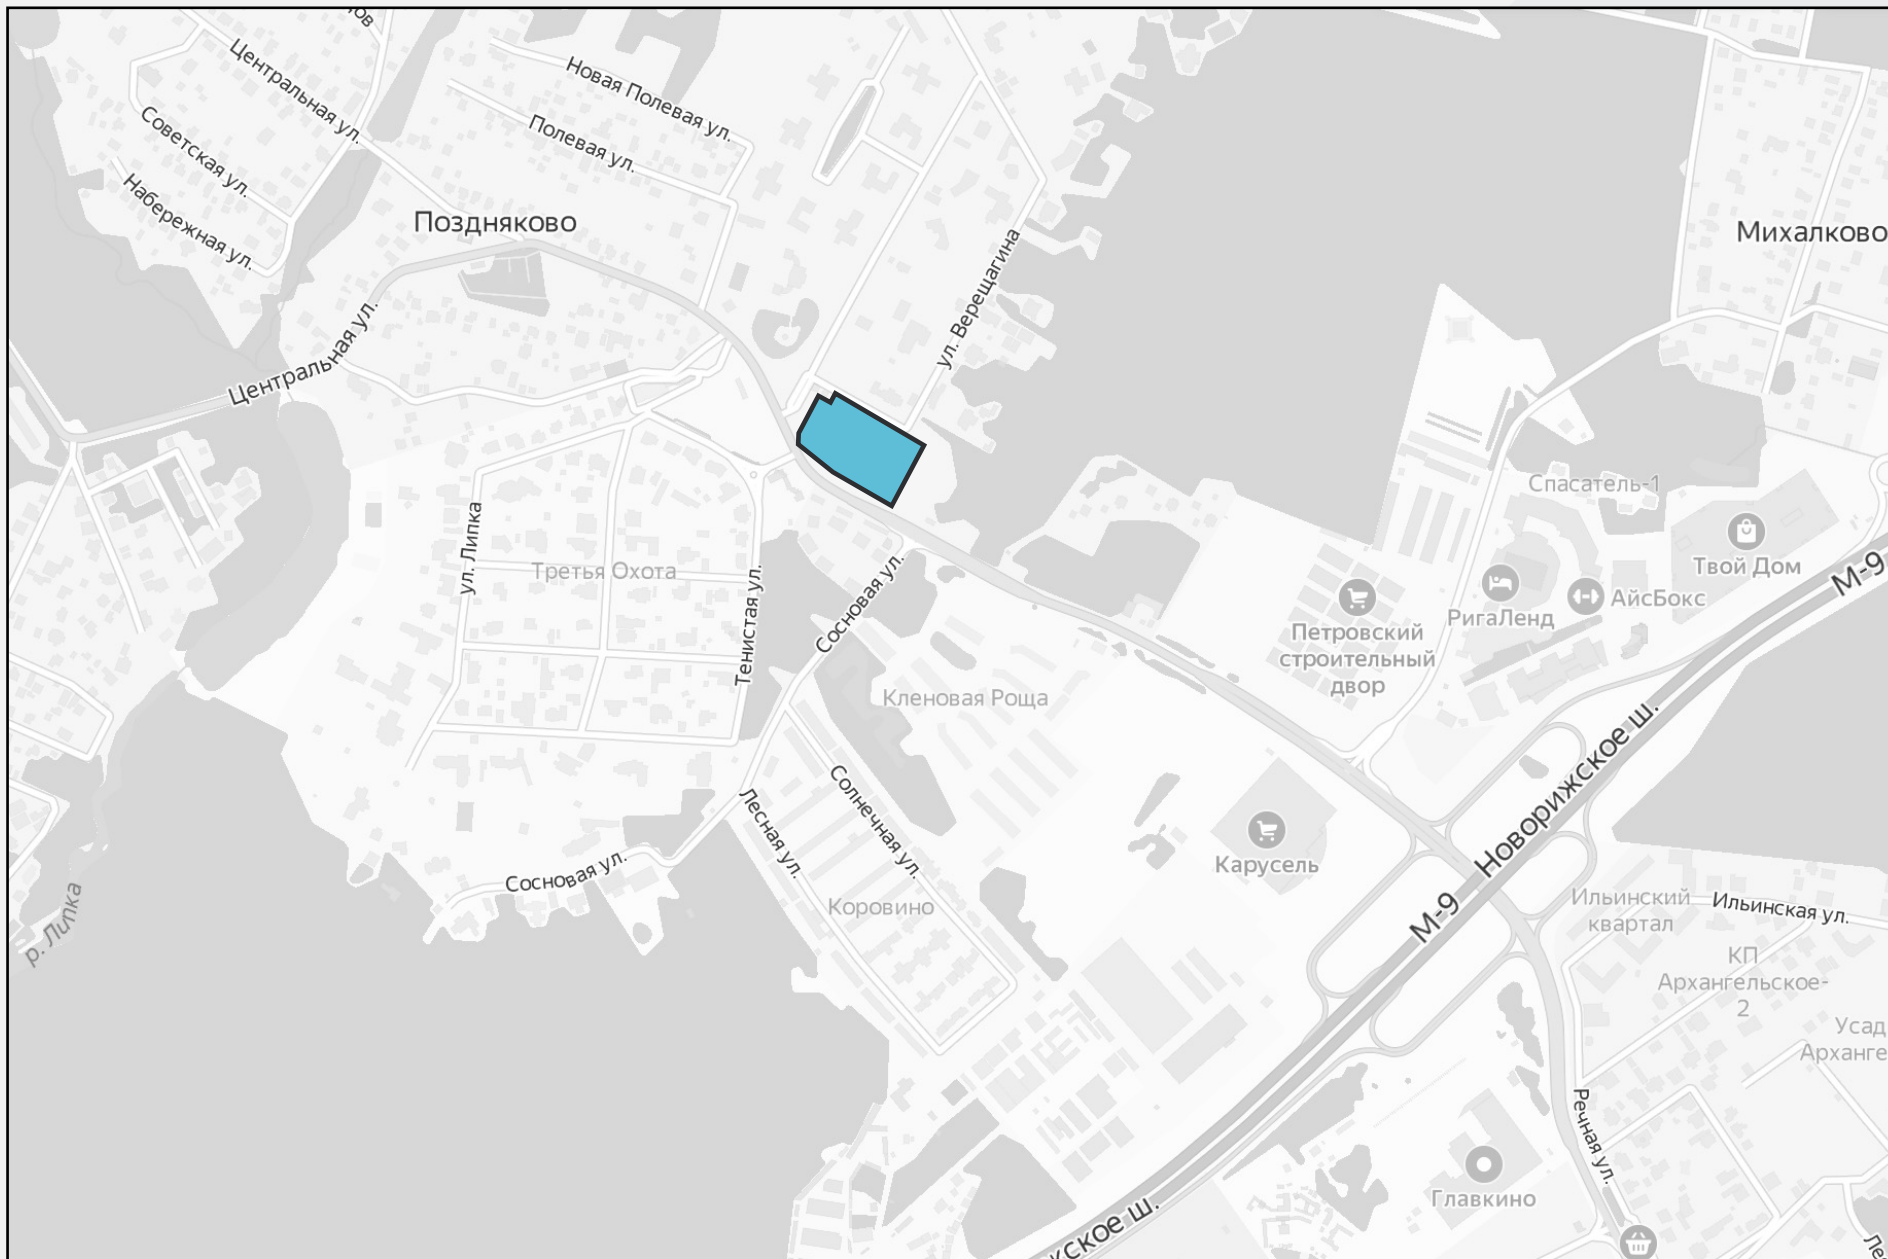 Центральная ул.
Новая Полевая ул.
Советская ул.
Полевая ул.
Набережная ул.
Поздняково
Михалково
ул. Верещагина
Центральная ул.
Спасатель-1
ул. Липка
Третья Охота
Твой Дом
М-9
Тенистая ул.
Сосновая ул.
РигаЛенд
АйсБокс
Петровский
строительный
двор
Кленовая Роща
Новорижское ш.
Солнечная ул.
Лесная ул.
Карусель
Сосновая ул.
Коровино
М-9
Ильинский
квартал
Ильинская ул.
р. Липка
КП
Архангельское-
2
Усад
Арханге
Речная ул.
Главкино
жское ш.